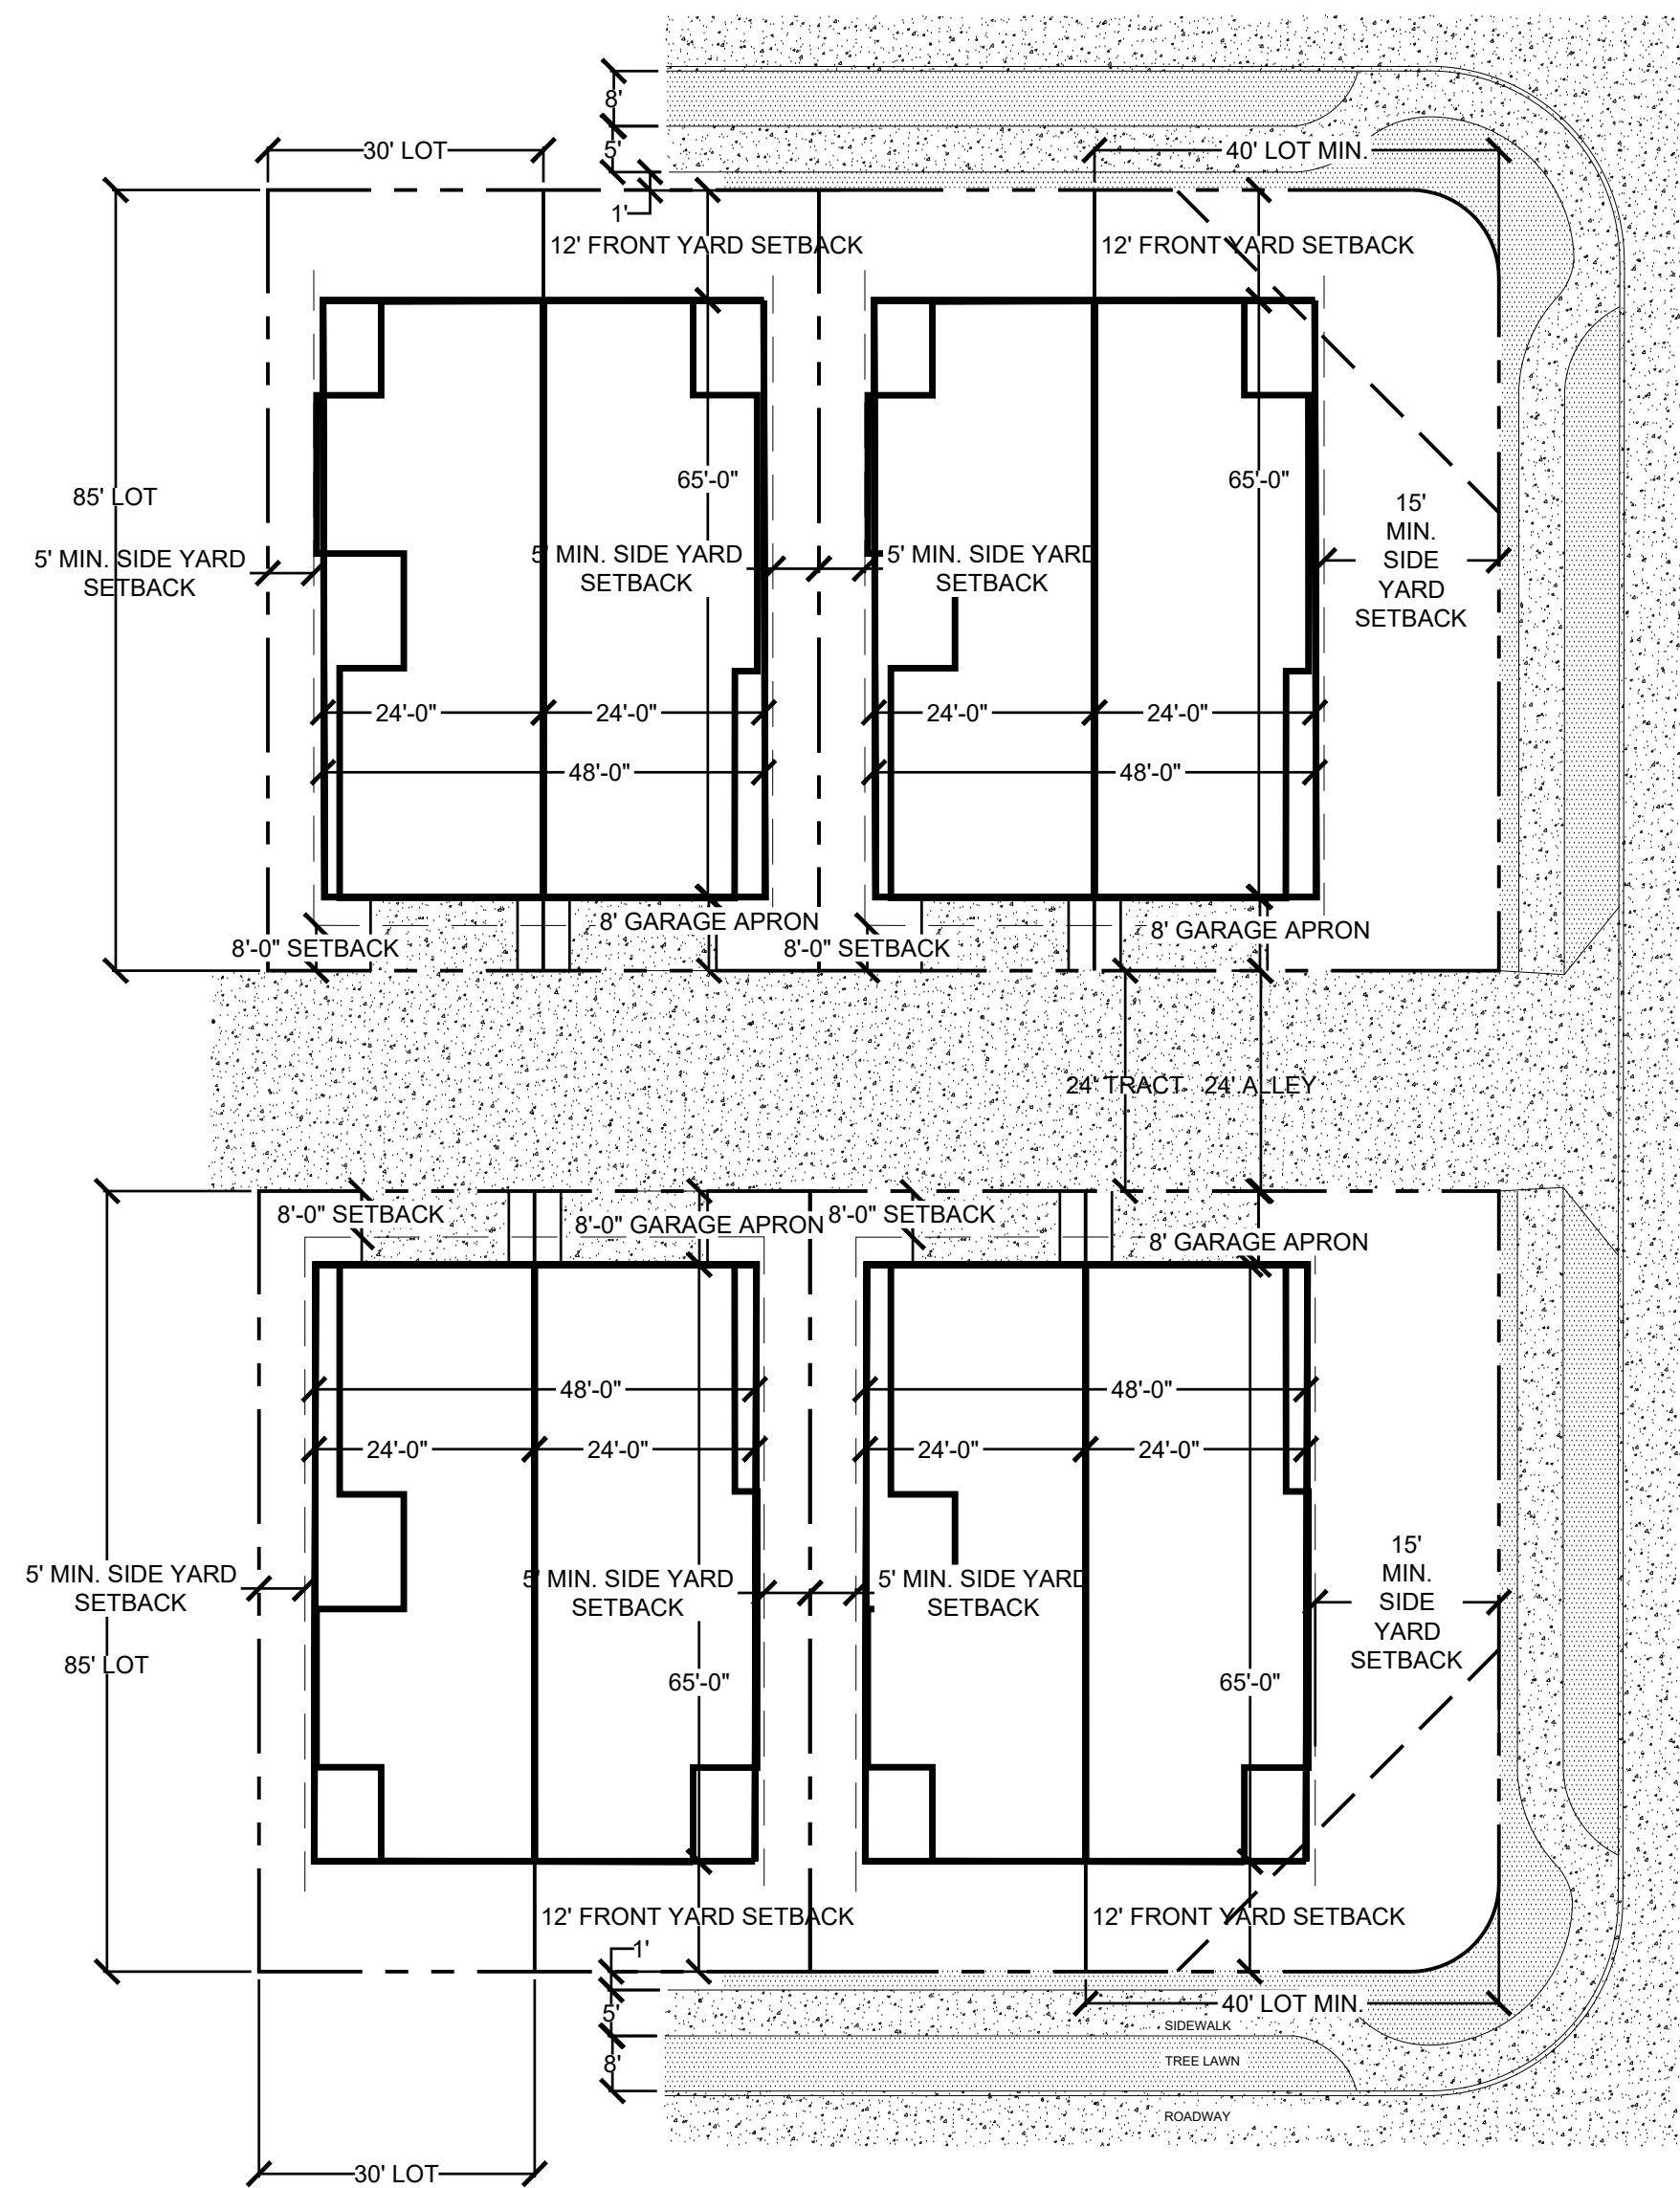 8'
30' LOT
5'
40' LOT MIN.
1'
12' FRONT YARD SETBACK
12' FRONT YARD SETBACK
65'-0"
65'-0"
85' LOT
15'
MIN.
SIDE
YARD
SETBACK
5' MIN. SIDE YARD
SETBACK
5' MIN. SIDE YARD
SETBACK
5' MIN. SIDE YARD
SETBACK
24'-0"
24'-0"
24'-0"
24'-0"
48'-0"
48'-0"
8' GARAGE APRON
8' GARAGE APRON
8'-0" SETBACK
8'-0" SETBACK
24' TRACT
24' ALLEY
8'-0" SETBACK
8'-0" GARAGE APRON
8'-0" SETBACK
8' GARAGE APRON
48'-0"
48'-0"
24'-0"
24'-0"
24'-0"
24'-0"
15'
MIN.
SIDE
YARD
SETBACK
5' MIN. SIDE YARD
SETBACK
5' MIN. SIDE YARD
SETBACK
5' MIN. SIDE YARD
SETBACK
85' LOT
65'-0"
65'-0"
12' FRONT YARD SETBACK
12' FRONT YARD SETBACK
1'
5'
40' LOT MIN.
SIDEWALK
8'
TREE LAWN
ROADWAY
30' LOT